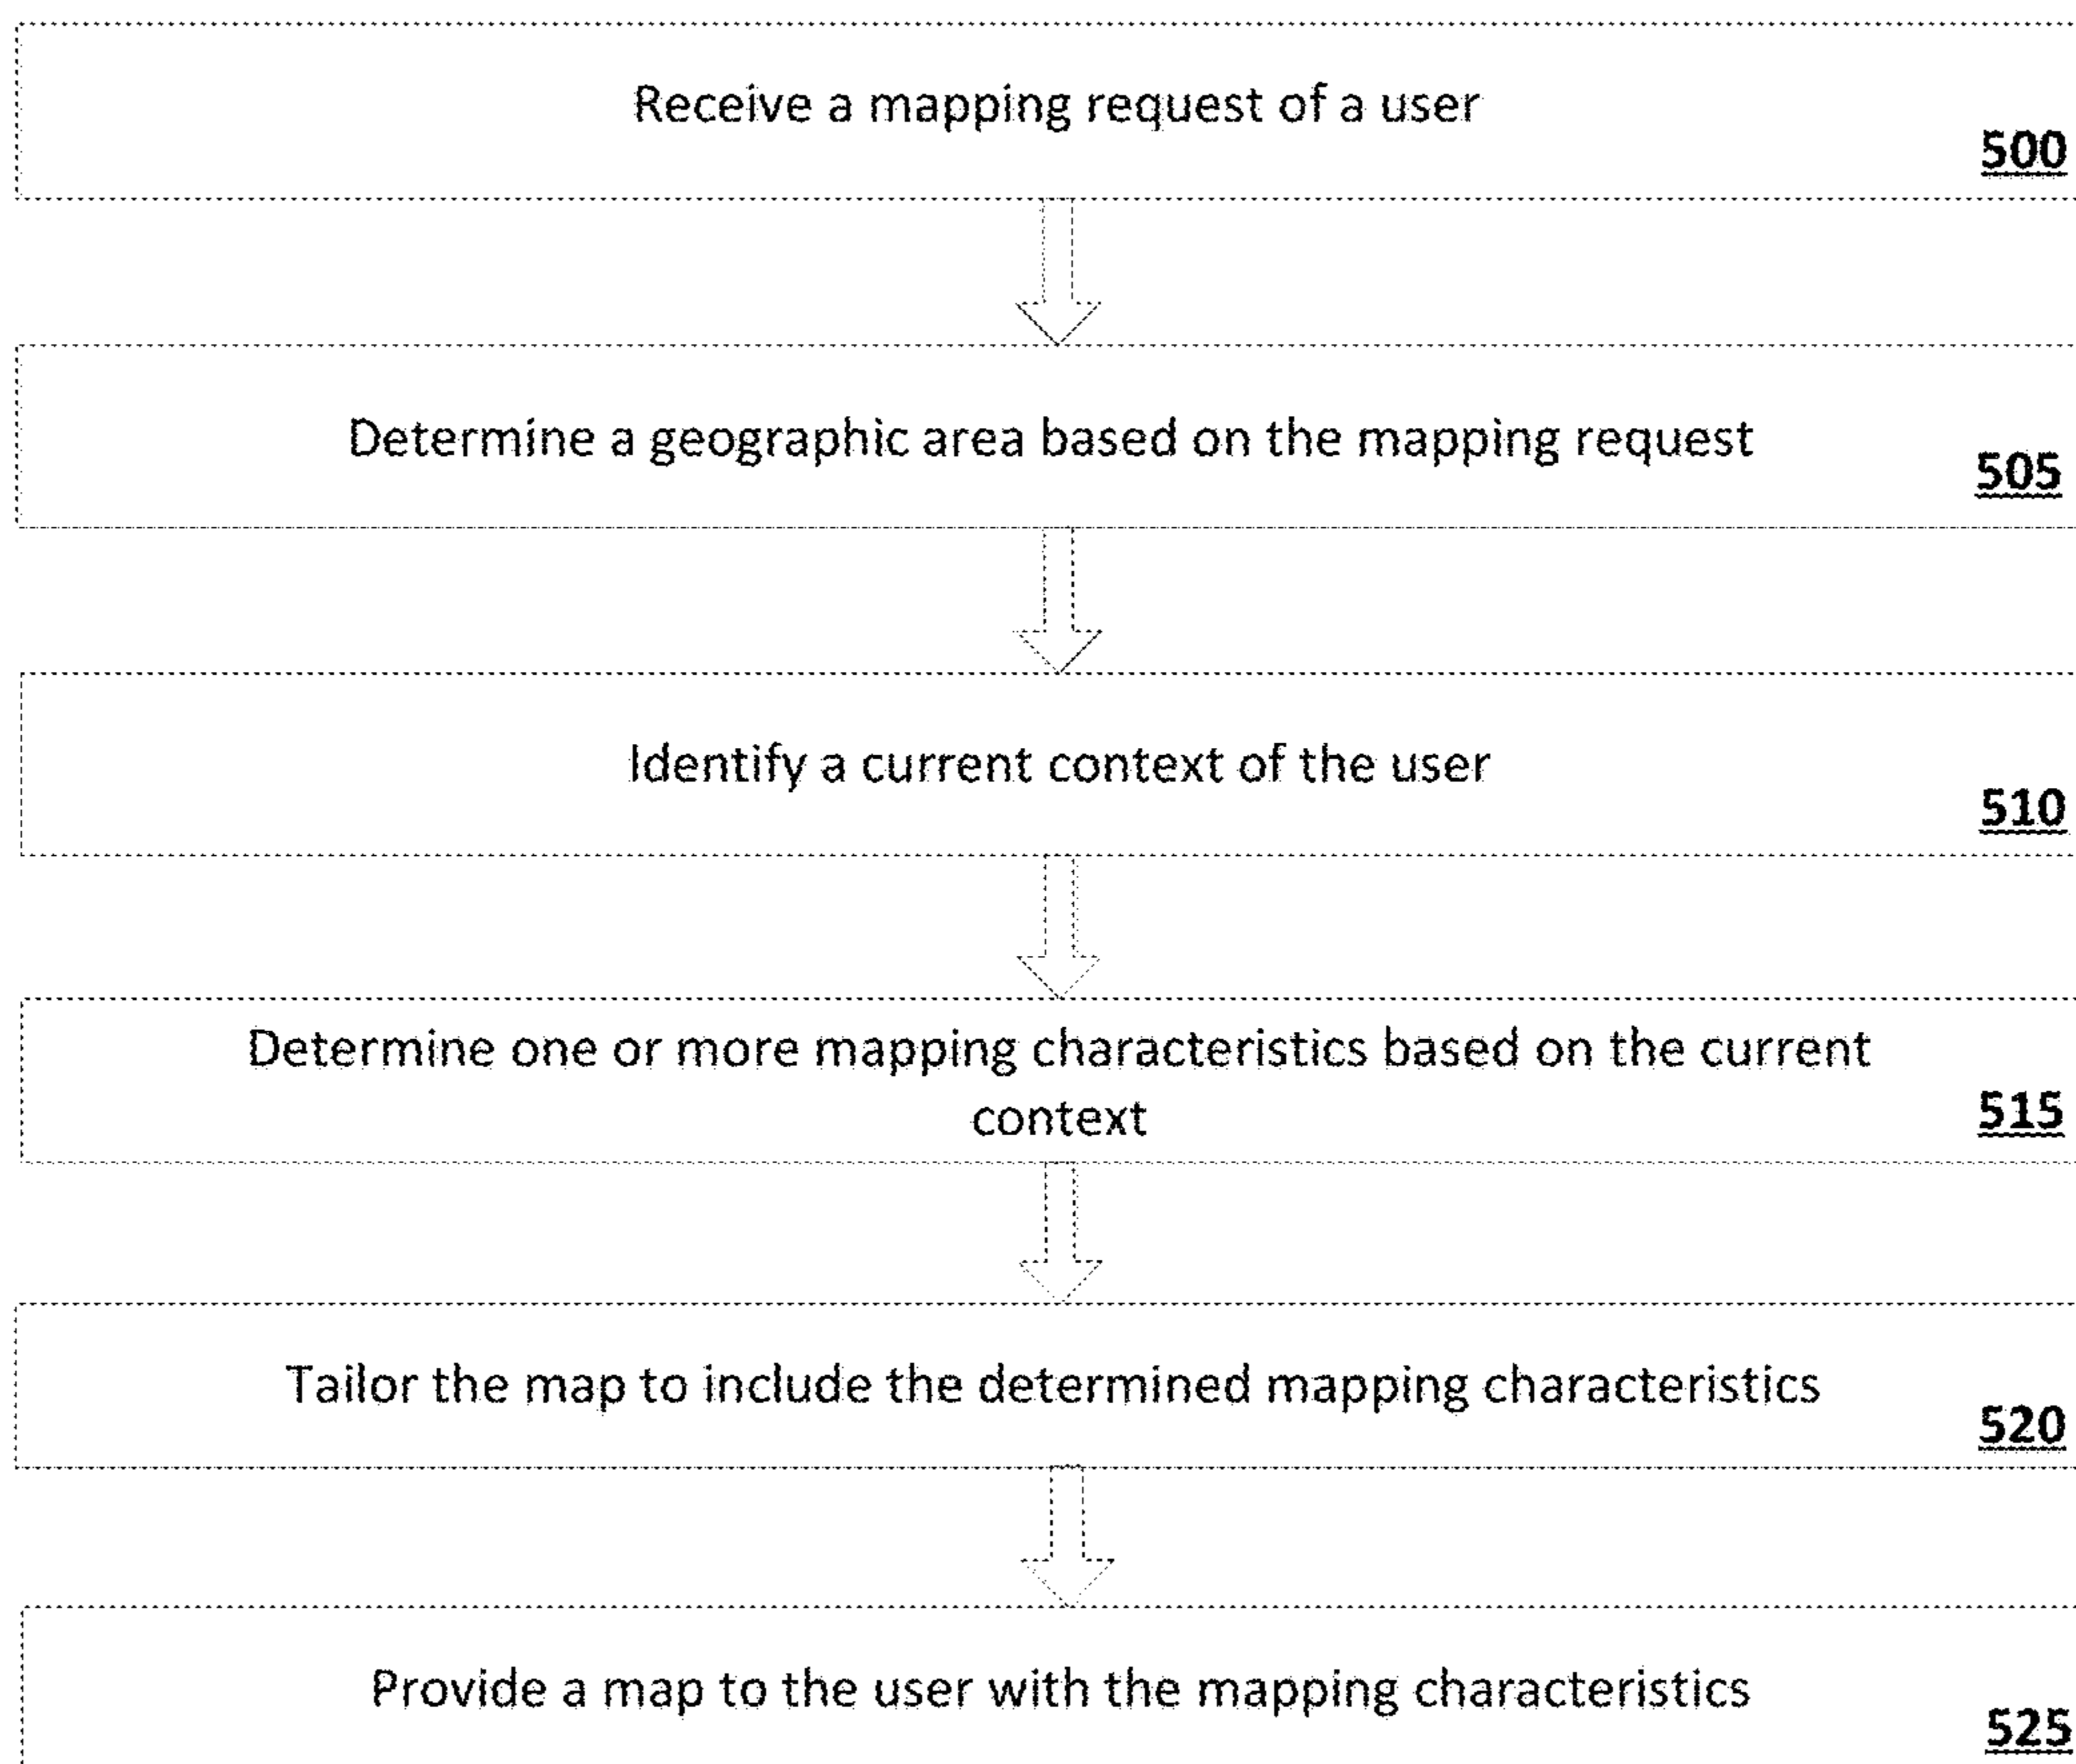 Receive a mapping request of a user
500
Determine a geographic area based on the mapping request
505
Identify a current context of the user
510
Determine one or more mapping characteristics based on the current
context
515
Tailor the map to include the determined mapping characteristics
520
Provide a map to the user with the mapping characteristics
525